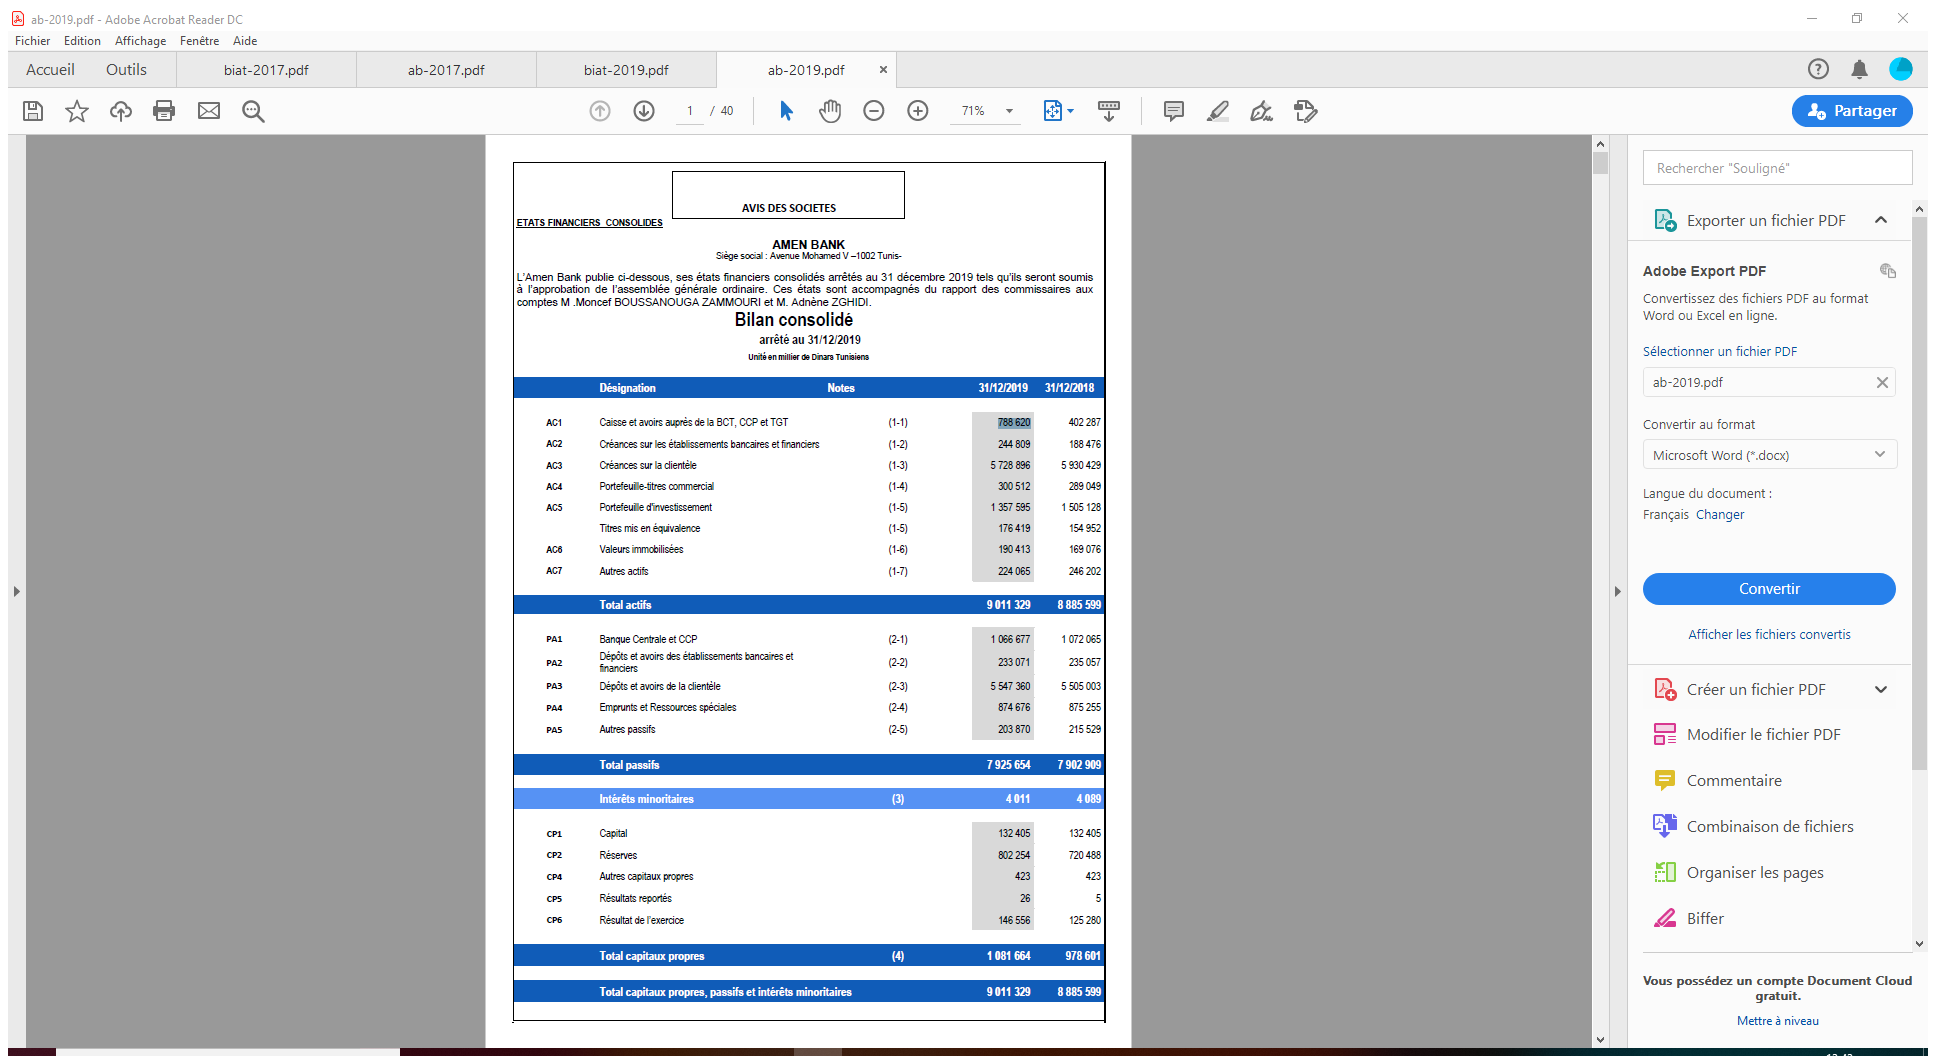 ab-2019.pdf - Adobe Acrobat Reader DC
Fichier Edition Affichage Fenêtre Aide
Accueil Outils biat-2017.pdf ab-2017.pdf biat-2019.pdf ab-2019.pdf
1 / 40 71% Partager
AVIS DES SOCIETES
ETATS FINANCIERS CONSOLIDES
AMEN BANK
Siège social : Avenue Mohamed V –1002 Tunis-
L'Amen Bank publie ci-dessous, ses états financiers consolidés arrêtés au 31 décembre 2019 tels qu'ils seront soumis
à l'approbation de l'assemblée générale ordinaire. Ces états sont accompagnés du rapport des commissaires aux
comptes M .Moncef BOUSSANOUGA ZAMMOURI et M. Adnène ZGHIDI.
Bilan consolidé
arrêté au 31/12/2019
Unité en millier de Dinars Tunisiens
Désignation Notes 31/12/2019 31/12/2018
AC1 Caisse et avoirs auprès de la BCT, CCP et TGT (1-1) 788 620 402 287
AC2 Créances sur les établissements bancaires et financiers (1-2) 244 809 188 476
AC3 Créances sur la clientèle (1-3) 5 728 896 5 930 429
AC4 Portefeuille-titres commercial (1-4) 300 512 289 049
AC5 Portefeuille d'investissement (1-5) 1 357 595 1 505 128
Titres mis en équivalence (1-5) 176 419 154 952
AC6 Valeurs immobilisées (1-6) 190 413 169 076
AC7 Autres actifs (1-7) 224 065 246 202
Total actifs 9 011 329 8 885 599
PA1 Banque Centrale et CCP (2-1) 1 066 677 1 072 065
PA2 Dépôts et avoirs des établissements bancaires et
financiers (2-2) 233 071 235 057
PA3 Dépôts et avoirs de la clientèle (2-3) 5 547 360 5 505 003
PA4 Emprunts et Ressources spéciales (2-4) 874 676 875 255
PA5 Autres passifs (2-5) 203 870 215 529
Total passifs 7 925 654 7 902 909
Intérêts minoritaires (3) 4 011 4 089
CP1 Capital 132 405 132 405
CP2 Réserves 802 254 720 488
CP4 Autres capitaux propres 423 423
CP5 Résultats reportés 26 5
CP6 Résultat de l'exercice 146 556 125 280
Total capitaux propres (4) 1 081 664 978 601
Total capitaux propres, passifs et intérêts minoritaires 9 011 329 8 885 599
Rechercher "Souligné"
Exporter un fichier PDF
Adobe Export PDF
Convertissez des fichiers PDF au format
Word ou Excel en ligne.
Sélectionner un fichier PDF
ab-2019.pdf
Convertir au format
Microsoft Word (*.docx)
Langue du document :
Français Changer
Convertir
Afficher les fichiers convertis
Créer un fichier PDF
Modifier le fichier PDF
Commentaire
Combinaison de fichiers
Organiser les pages
Biffer
Vous possédez un compte Document Cloud
gratuit.
Mettre à niveau